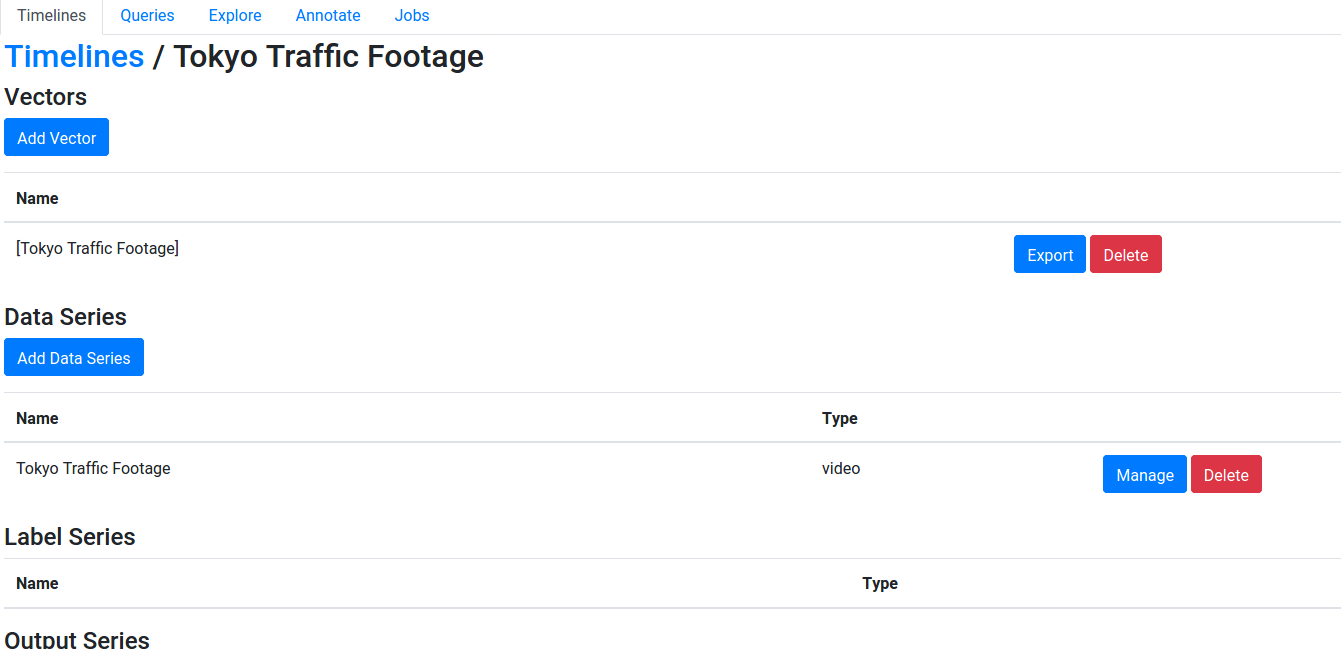 Timelines Queries Explore Annotate Jobs
Timelines / Tokyo Traffic Footage
Vectors
Add Vector
Name
[Tokyo Traffic Footage] Export Delete
Data Series
Add Data Series
Name Type
Tokyo Traffic Footage video Manage Delete
Label Series
Name Type
Output Series